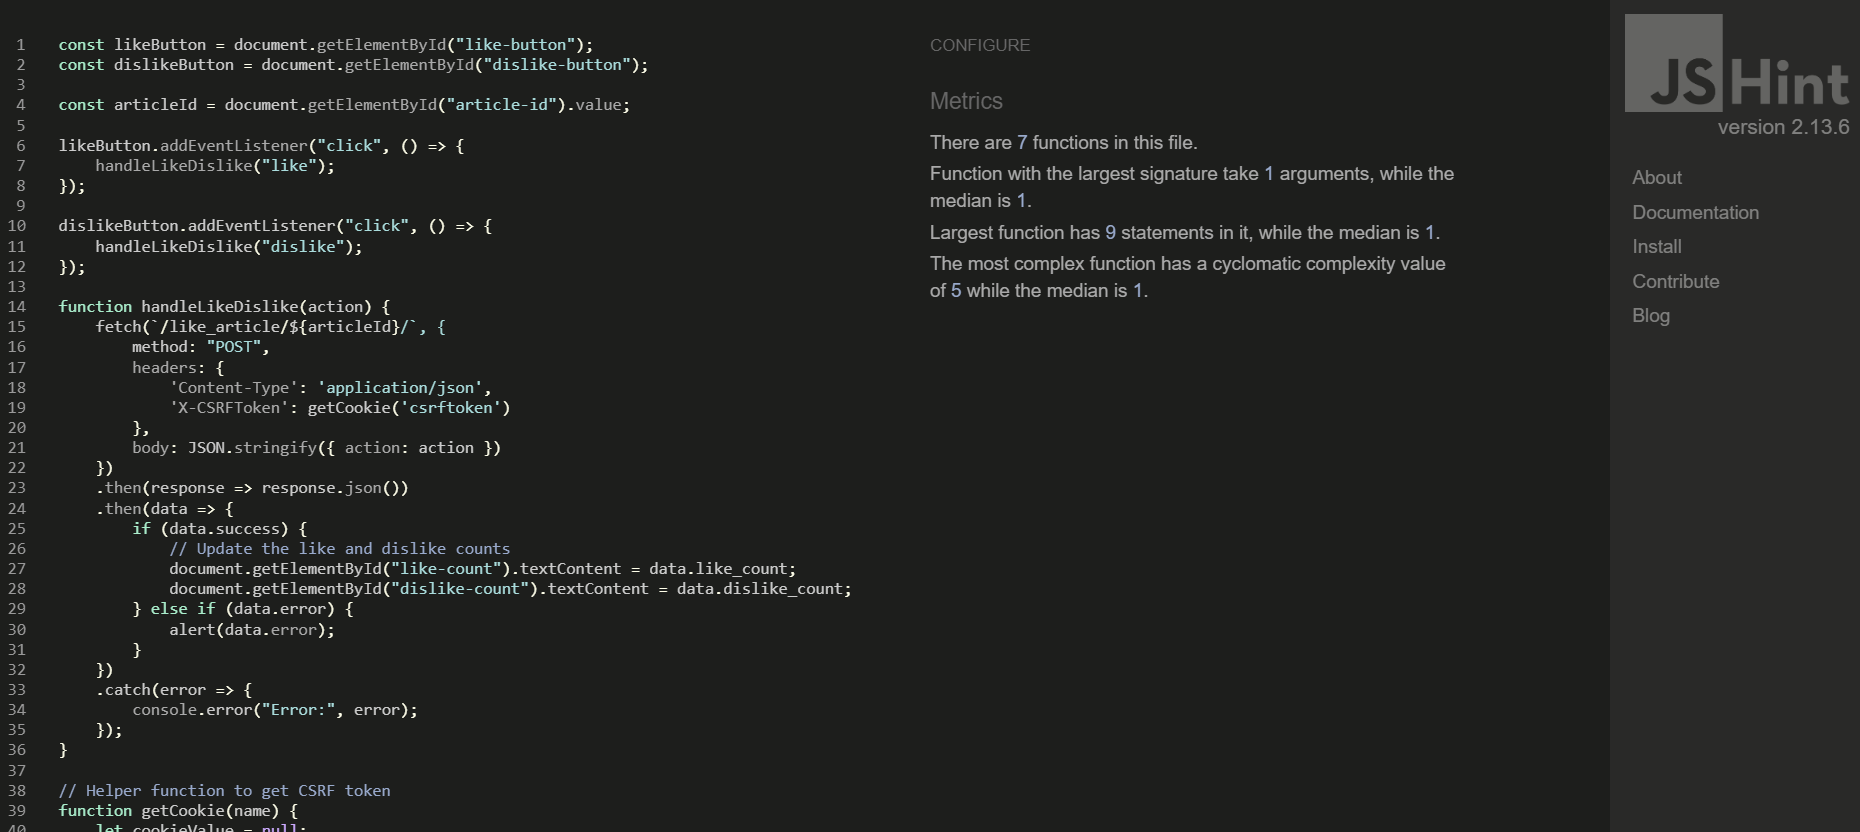 1 const likeButton = document.getElementById("like-button");
2 const dislikeButton = document.getElementById("dislike-button");
3
4 const articleId = document.getElementById("article-id").value;
5
6 likeButton.addEventListener("click", () => {
7 handleLikeDislike("like");
8 });
9
10 dislikeButton.addEventListener("click", () => {
11 handleLikeDislike("dislike");
12 });
13
14 function handleLikeDislike(action) {
15 fetch(`/like_article/${articleId}/`, {
16 method: "POST",
17 headers: {
18 'Content-Type': 'application/json',
19 'X-CSRFToken': getCookie('csrftoken')
20 },
21 body: JSON.stringify({ action: action })
22 })
23 .then(response => response.json())
24 .then(data => {
25 if (data.success) {
26 // Update the like and dislike counts
27 document.getElementById("like-count").textContent = data.like_count;
28 document.getElementById("dislike-count").textContent = data.dislike_count;
29 } else if (data.error) {
30 alert(data.error);
31 }
32 })
33 .catch(error => {
34 console.error("Error:", error);
35 });
36 }
37
38 // Helper function to get CSRF token
39 function getCookie(name) {
40 let cookieValue = null;
CONFIGURE
Metrics
There are 7 functions in this file.
Function with the largest signature take 1 arguments, while the
median is 1.
Largest function has 9 statements in it, while the median is 1.
The most complex function has a cyclomatic complexity value
of 5 while the median is 1.
JSHint
version 2.13.6
About
Documentation
Install
Contribute
Blog